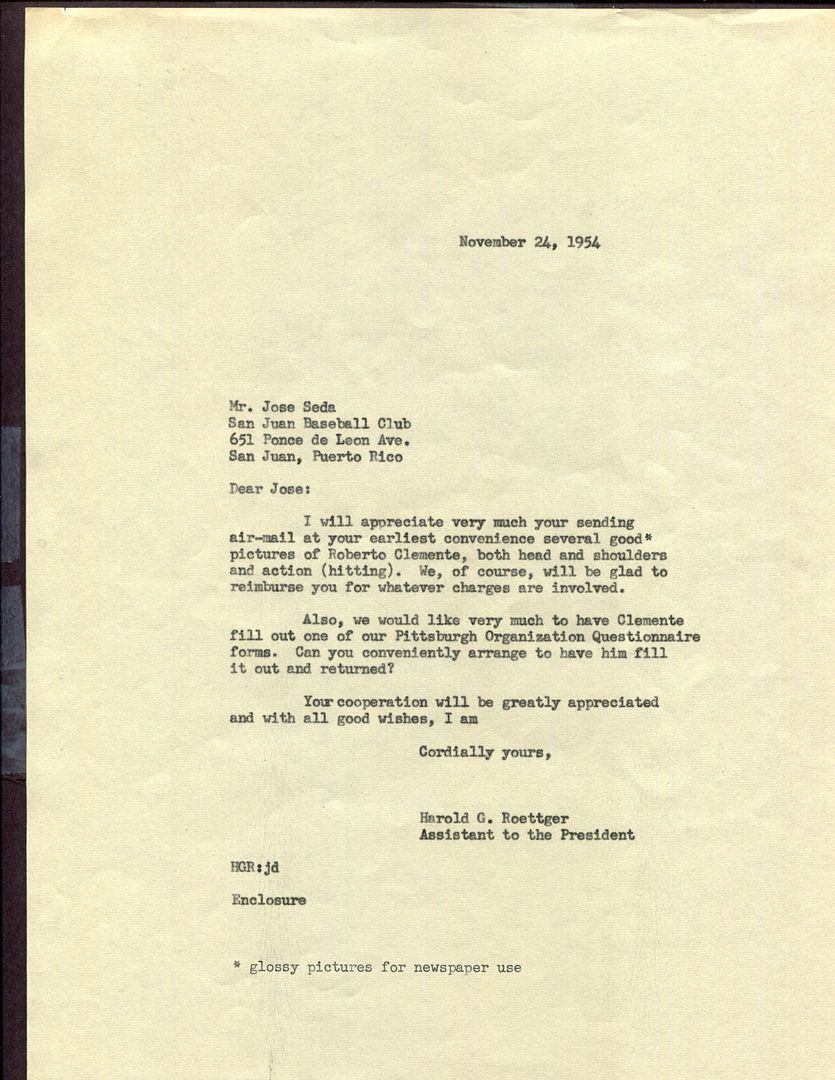 November 24, 1954
Mr. Jose Seda
San Juan Baseball Club
651 Ponce de Leon Ave.
San Juan, Puerto Rico
Dear Jose:
I will appreciate very much your sending
air-mail at your earliest convenience several good*
pictures of Roberto Clemente, both head and shoulders
and action (hitting). We, of course, will be glad to
reimburse you for whatever charges are involved.
Also, we would like very much to have Clemente
fill out one of our Pittsburgh Organization Questionnaire
forms. Can you conveniently arrange to have him fill
it out and returned?
Your cooperation will be greatly appreciated
and with all good wishes, I am
Cordially yours,
Harold G. Roettger
Assistant to the President
HGR:jd
Enclosure
* glossy pictures for newspaper use